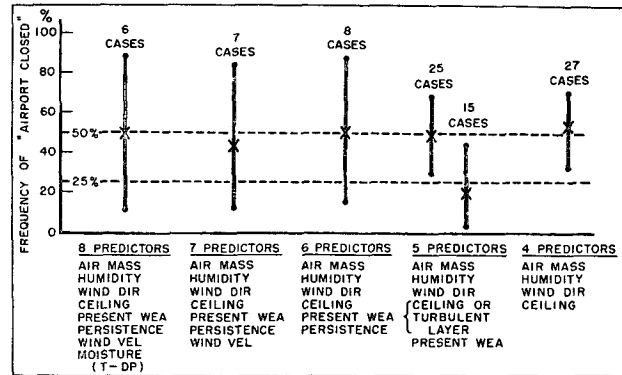 %
100
80
60
40
20
0
FREQUENCY OF "AIRPORT CLOSED"
50%
25%
6
CASES
7
CASES
8
CASES
25
CASES
15
CASES
27
CASES
8 PREDICTORS
AIR MASS
HUMIDITY
WIND DIR
CEILING
PRESENT WEA
PERSISTENCE
WIND VEL
MOISTURE
(T-DP)
7 PREDICTORS
AIR MASS
HUMIDITY
WIND DIR
CEILING
PRESENT WEA
PERSISTENCE
WIND VEL
6 PREDICTORS
AIR MASS
HUMIDITY
WIND DIR
CEILING
PRESENT WEA
PERSISTENCE
5 PREDICTORS
AIR MASS
HUMIDITY
WIND DIR
CEILING OR
TURBULENT
LAYER
PRESENT WEA
4 PREDICTORS
AIR MASS
HUMIDITY
WIND DIR
CEILING